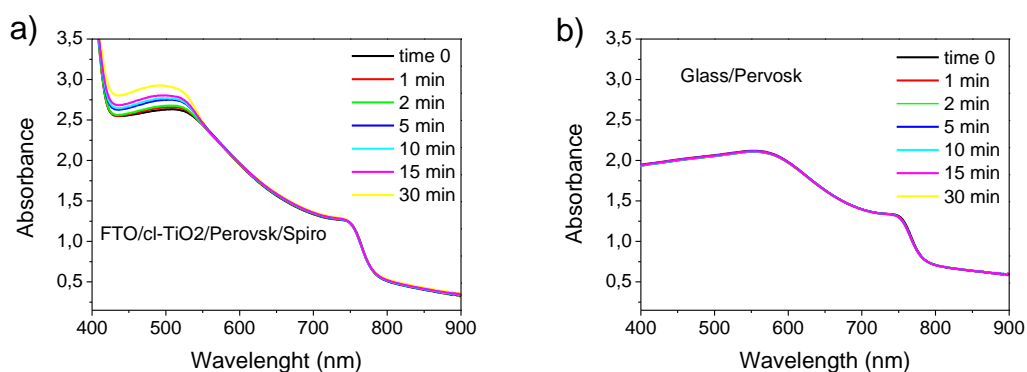 a)
3,5
3,0
2,5
2,0
1,5
1,0
0,5
Absorbance
time 0
1 min
2 min
5 min
10 min
15 min
30 min
FTO/cl-TiO2/Perovsk/Spiro
400 500 600 700 800 900
Wavelenght (nm)
b)
3,5
3,0
2,5
2,0
1,5
1,0
0,5
Absorbance
Glass/Pervosk
time 0
1 min
2 min
5 min
10 min
15 min
30 min
400 500 600 700 800 900
Wavelength (nm)